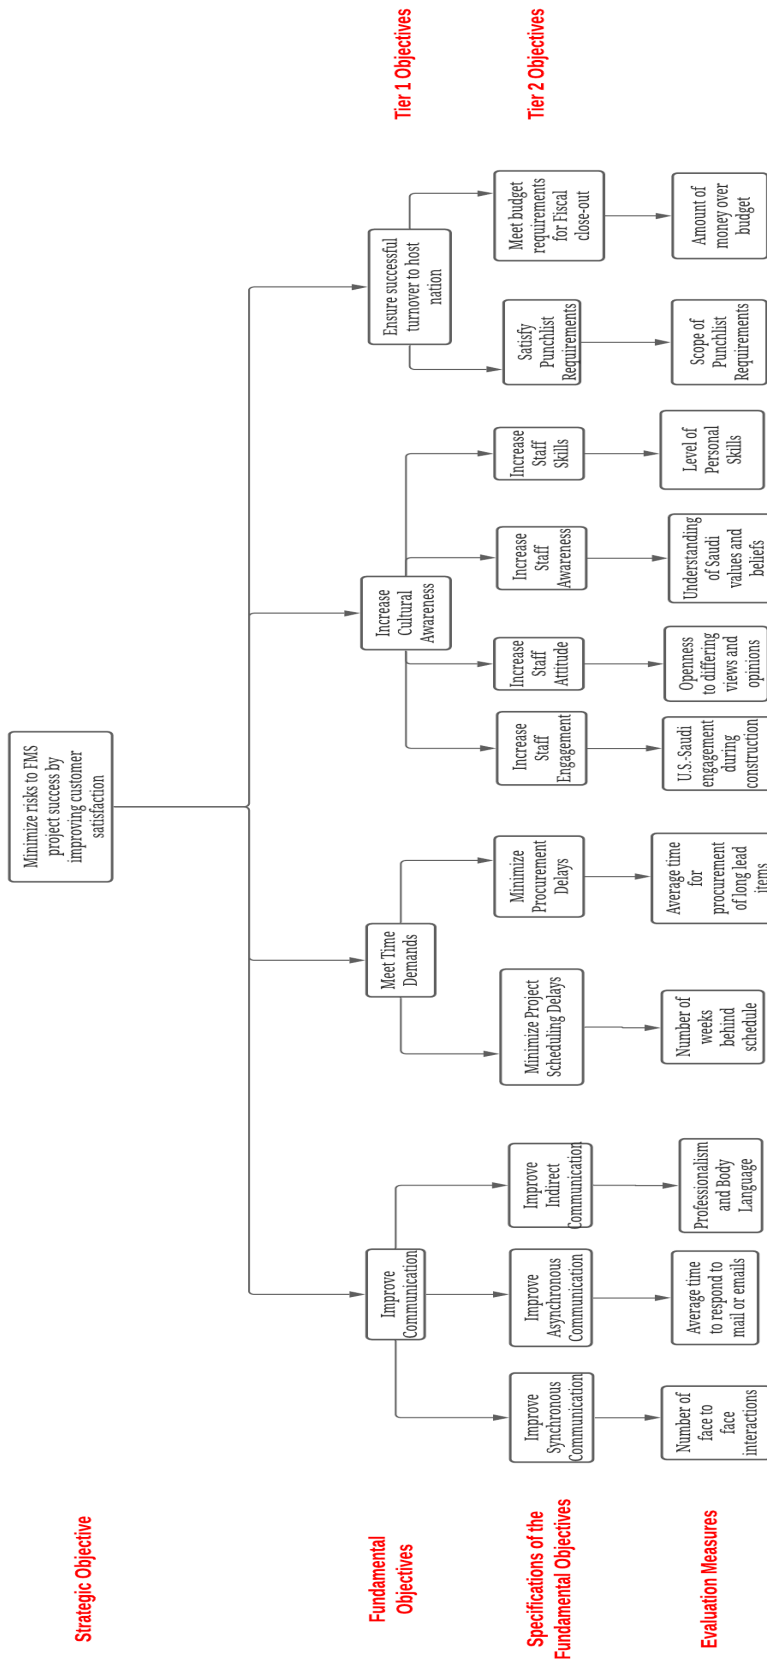 Strategic Objective
Minimize risks to FMS
project success by
improving customer
satisfaction
Fundamental
Objectives
Improve
Communication
Meet Time
Demands
Increase
Cultural
Awareness
Ensure successful
turnover to host
nation
Tier 1 Objectives
Specifications of the
Fundamental Objectives
Improve
Synchronous
Communication
Improve
Asynchronous
Communication
Improve
Indirect
Communication
Minimize Project
Scheduling Delays
Minimize
Procurement
Delays
Increase
Staff
Engagement
Increase
Staff
Attitude
Increase
Staff
Awareness
Increase
Staff
Skills
Satisfy
Punchlist
Requirements
Meet budget
requirements
for Fiscal
close-out
Tier 2 Objectives
Evaluation Measures
Number of
face to
face
interactions
Average time
to respond to
mail or emails
Professionalism
and Body
Language
Number of
weeks
behind
schedule
Average time
for
procurement
of long lead
items
U.S.-Saudi
engagement
during
construction
Openness
to differing
views and
opinions
Understanding
of Saudi
values and
beliefs
Level of
Personal
Skills
Scope of
Punchlist
Requirements
Amount of
money over
budget